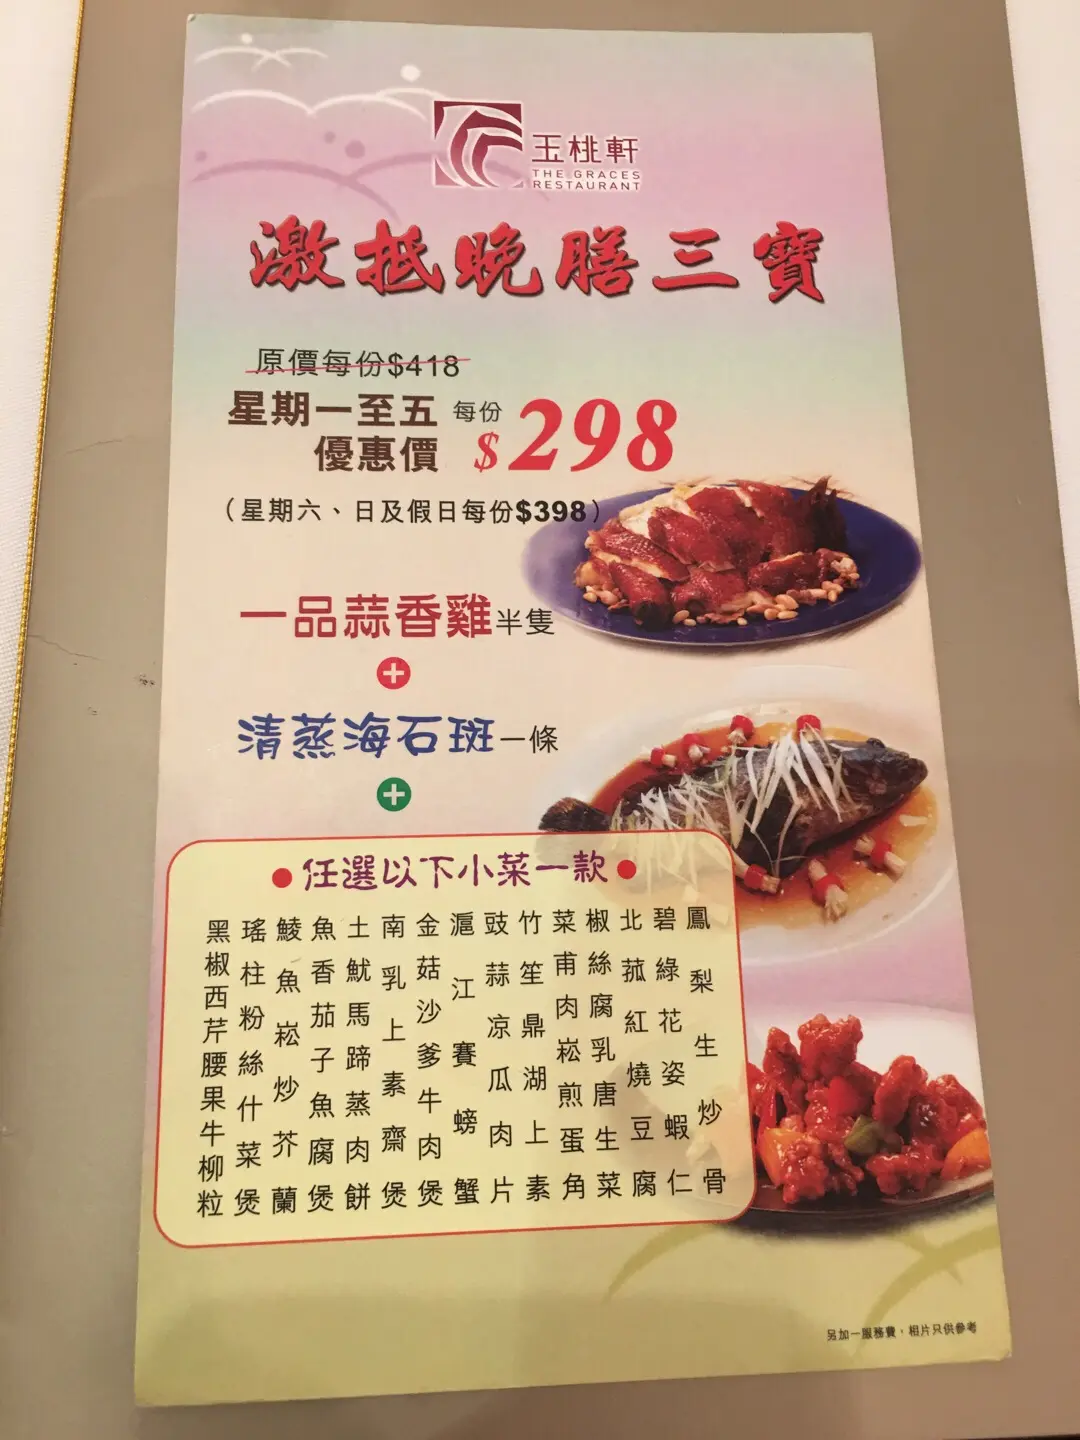 玉桃軒
THE GRACES
RESTAURANT
激抵晚膳三寶
原價每份$418
星期一至五
優惠價
每份
$298
（星期六、日及假日每份$398）
一品蒜香雞半隻
+
清蒸海石斑一條
+
●任選以下小菜一款●
鳳梨生炒骨
碧綠花姿蝦仁
北菰紅燒豆腐
椒絲腐乳唐生菜
菜甫肉崧煎蛋角
竹笙鼎湖上素
豉蒜凉瓜肉片
滬江賽螃蟹
金菇沙爹牛肉煲
南乳上素齋煲
土魷馬蹄蒸肉餅
魚香茄子魚腐煲
鯪魚崧炒芥蘭
瑤柱粉絲什菜煲
黑椒西芹腰果牛柳粒
另加一服務費，相片只供參考